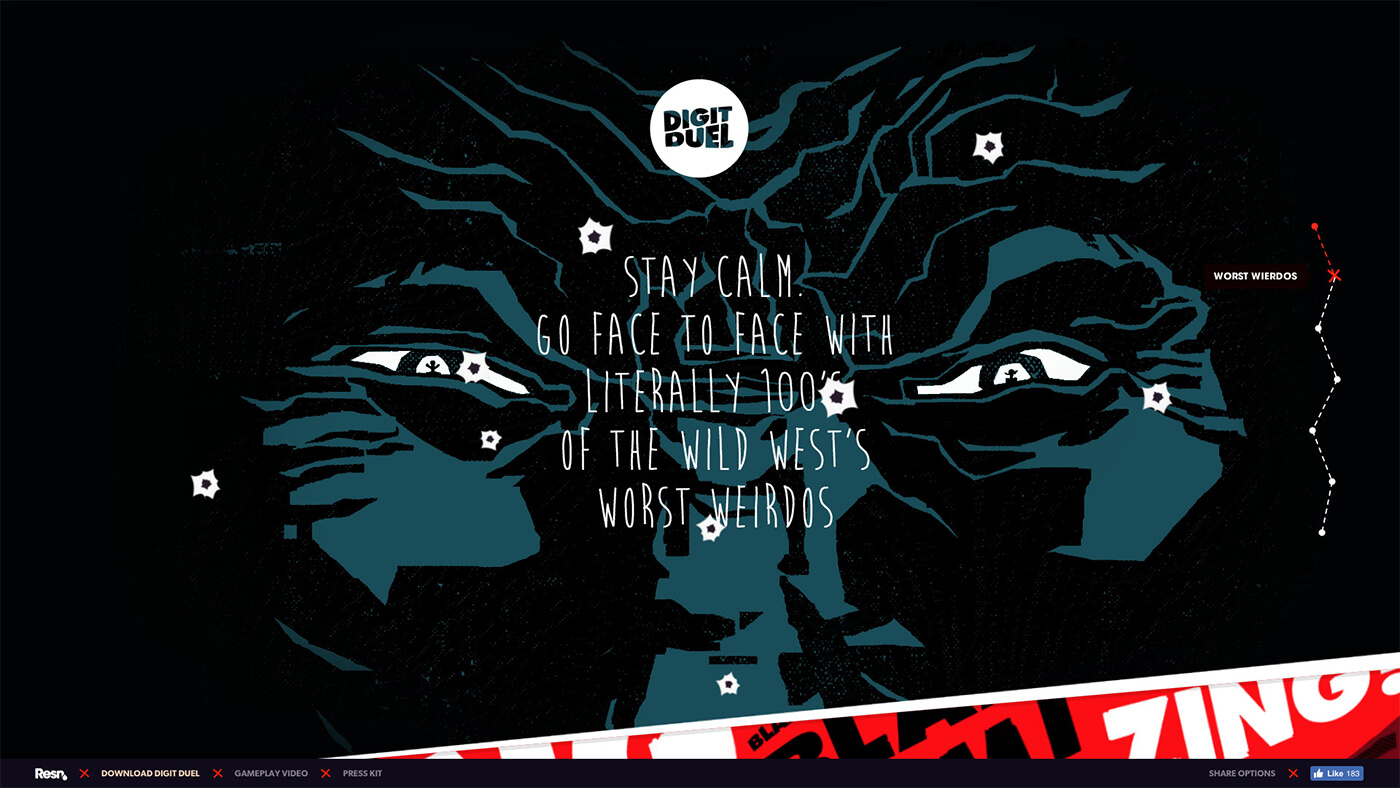 DIGIT
DUEL
STAY CALM.
GO FACE TO FACE WITH
LITERALLY 100'S
OF THE WILD WEST'S
WORST WEIRDOS
WORST WIERDOS
ZING!
Resn
DOWNLOAD DIGIT DUEL
GAMEPLAY VIDEO
PRESS KIT
SHARE OPTIONS
Like 183